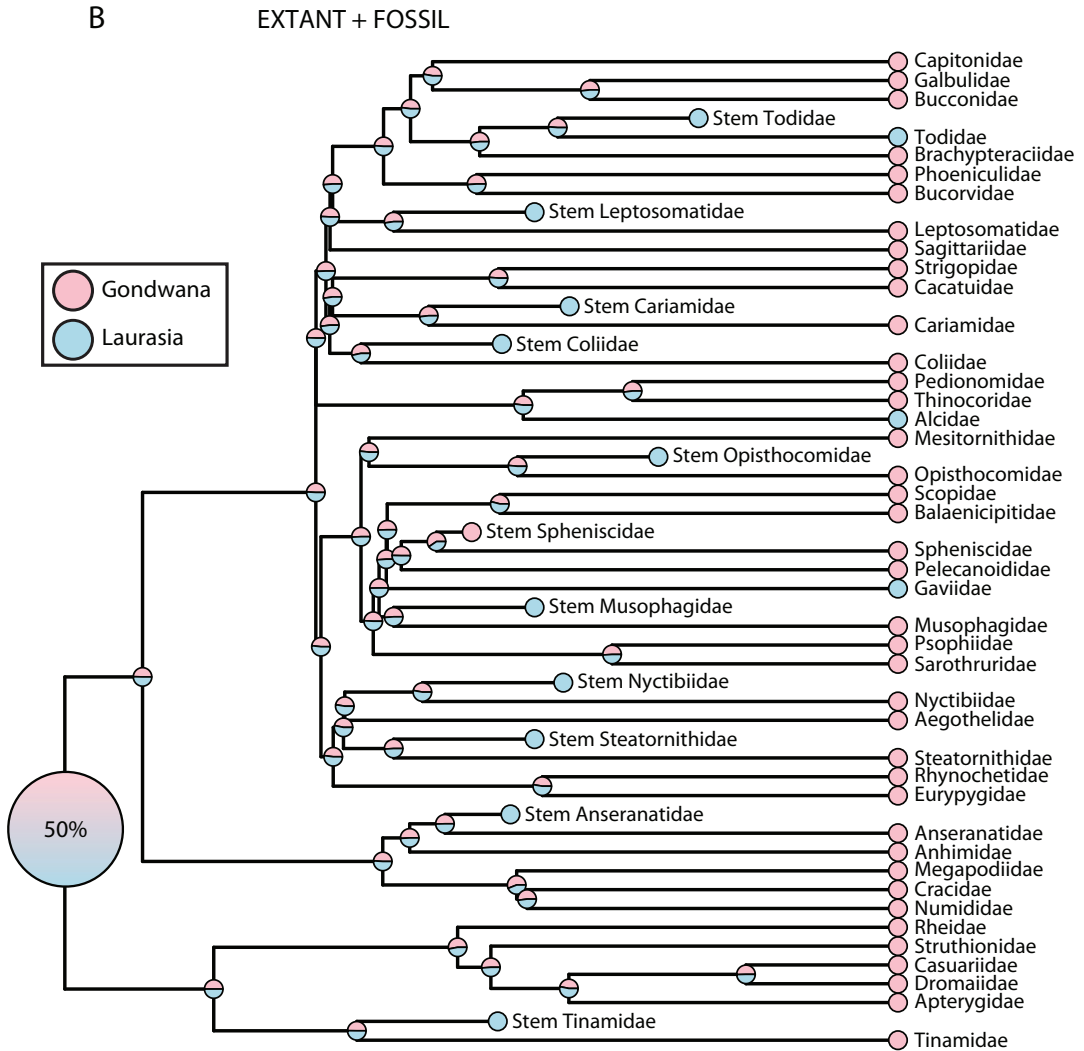 B EXTANT + FOSSIL
Capitonidae
Galbulidae
Bucconidae
Stem Todidae
Todidae
Brachypteraciidae
Phoeniculidae
Bucorvidae
Stem Leptosomatidae
Leptosomatidae
Sagittariidae
Strigopidae
Cacatuidae
Gondwana
Laurasia
Stem Cariamidae
Cariamidae
Stem Coliidae
Coliidae
Pedionomidae
Thinocoridae
Alcidae
Mesitornithidae
Stem Opisthocomidae
Opisthocomidae
Scopidae
Balaenicipitidae
Stem Spheniscidae
Spheniscidae
Pelecanoididae
Gaviidae
Stem Musophagidae
Musophagidae
Psophiidae
Sarothruridae
Stem Nyctibiidae
Nyctibiidae
Aegothelidae
Stem Steatornithidae
Steatornithidae
Rhynochetidae
Eurypygidae
Stem Anseranatidae
50%
Anseranatidae
Anhimidae
Megapodiidae
Cracidae
Numididae
Rheidae
Struthionidae
Casuariidae
Dromaiidae
Apterygidae
Stem Tinamidae
Tinamidae